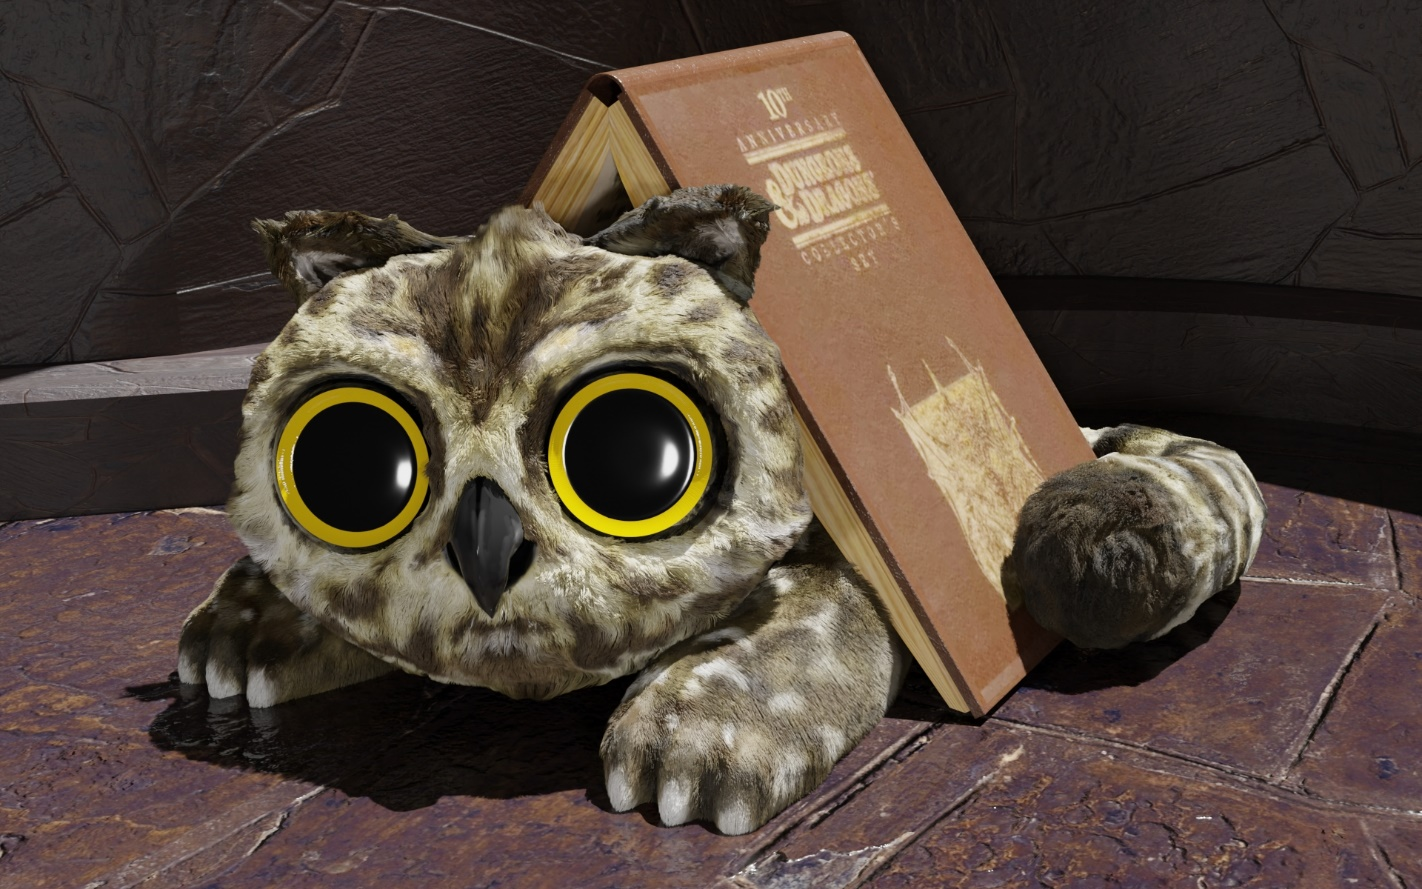 10TH
ANNIVERSARY
DUNGEONS
& DRAGONS
COLLECTOR'S
SET